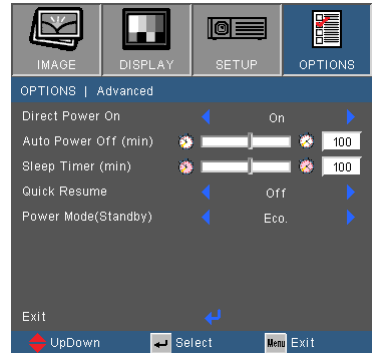 IMAGE DISPLAY SETUP OPTIONS
OPTIONS | Advanced
Direct Power On On
Auto Power Off (min) 100
Sleep Timer (min) 100
Quick Resume Off
Power Mode(Standby) Eco.
Exit
UpDown Select Menu Exit